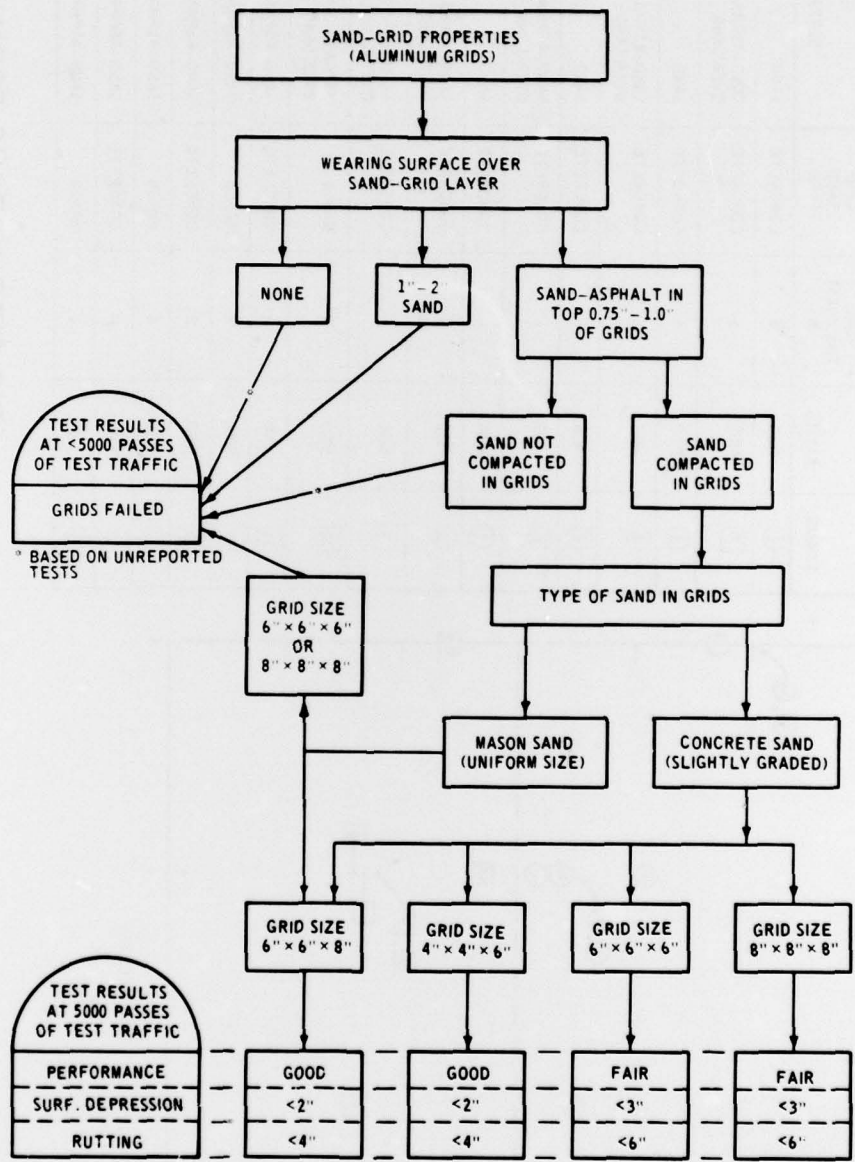 SAND-GRID PROPERTIES
(ALUMINUM GRIDS)
WEARING SURFACE OVER
SAND-GRID LAYER
NONE
1"-2"
SAND
SAND-ASPHALT IN
TOP 0.75"-1.0"
OF GRIDS
TEST RESULTS
AT <5000 PASSES
OF TEST TRAFFIC
GRIDS FAILED
SAND NOT
COMPACTED
IN GRIDS
SAND
COMPACTED
IN GRIDS
* BASED ON UNREPORTED
TESTS
GRID SIZE
6" × 6" × 6"
OR
8" × 8" × 8"
TYPE OF SAND IN GRIDS
MASON SAND
(UNIFORM SIZE)
CONCRETE SAND
(SLIGHTLY GRADED)
GRID SIZE
6" × 6" × 8"
GRID SIZE
4" × 4" × 6"
GRID SIZE
6" × 6" × 6"
GRID SIZE
8" × 8" × 8"
TEST RESULTS
AT 5000 PASSES
OF TEST TRAFFIC
PERFORMANCE GOOD GOOD FAIR FAIR
SURF. DEPRESSION <2" <2" <3" <3"
RUTTING <4" <4" <6" <6"